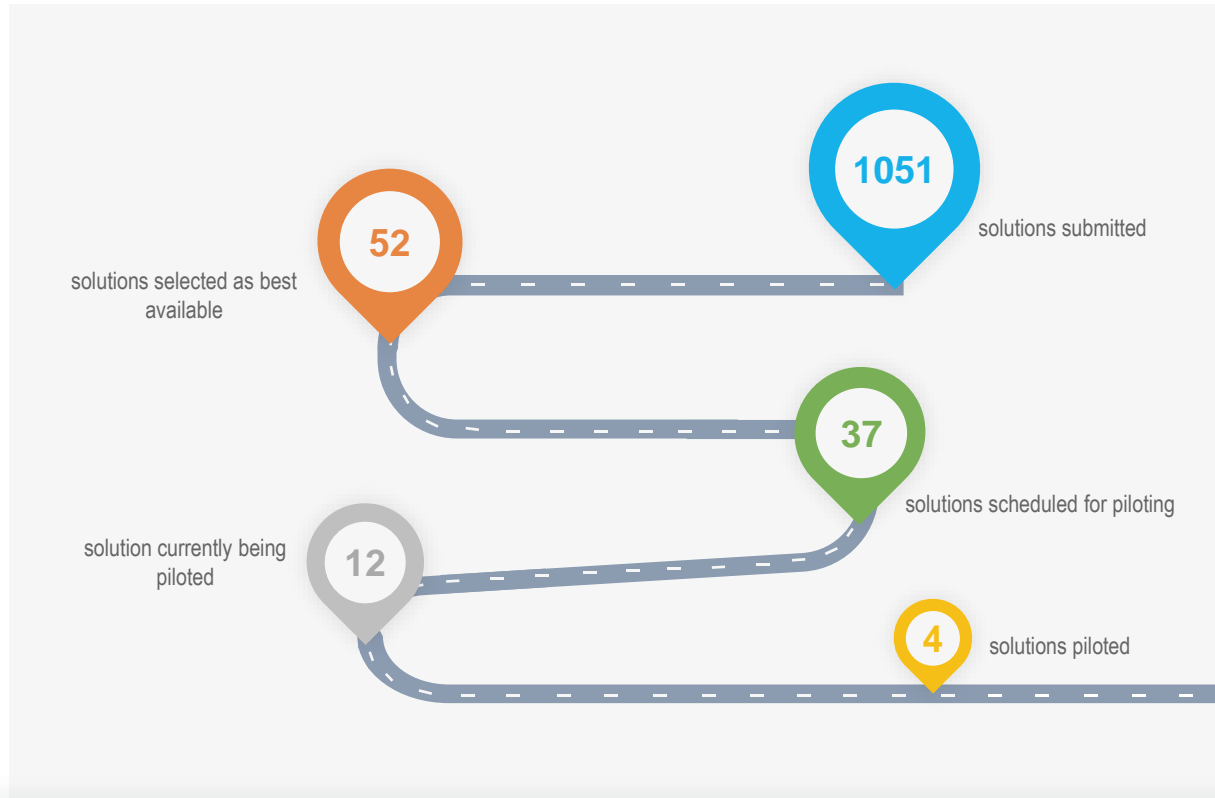 1051
solutions submitted
52
solutions selected as best
available
37
solutions scheduled for piloting
12
solution currently being
piloted
4
solutions piloted